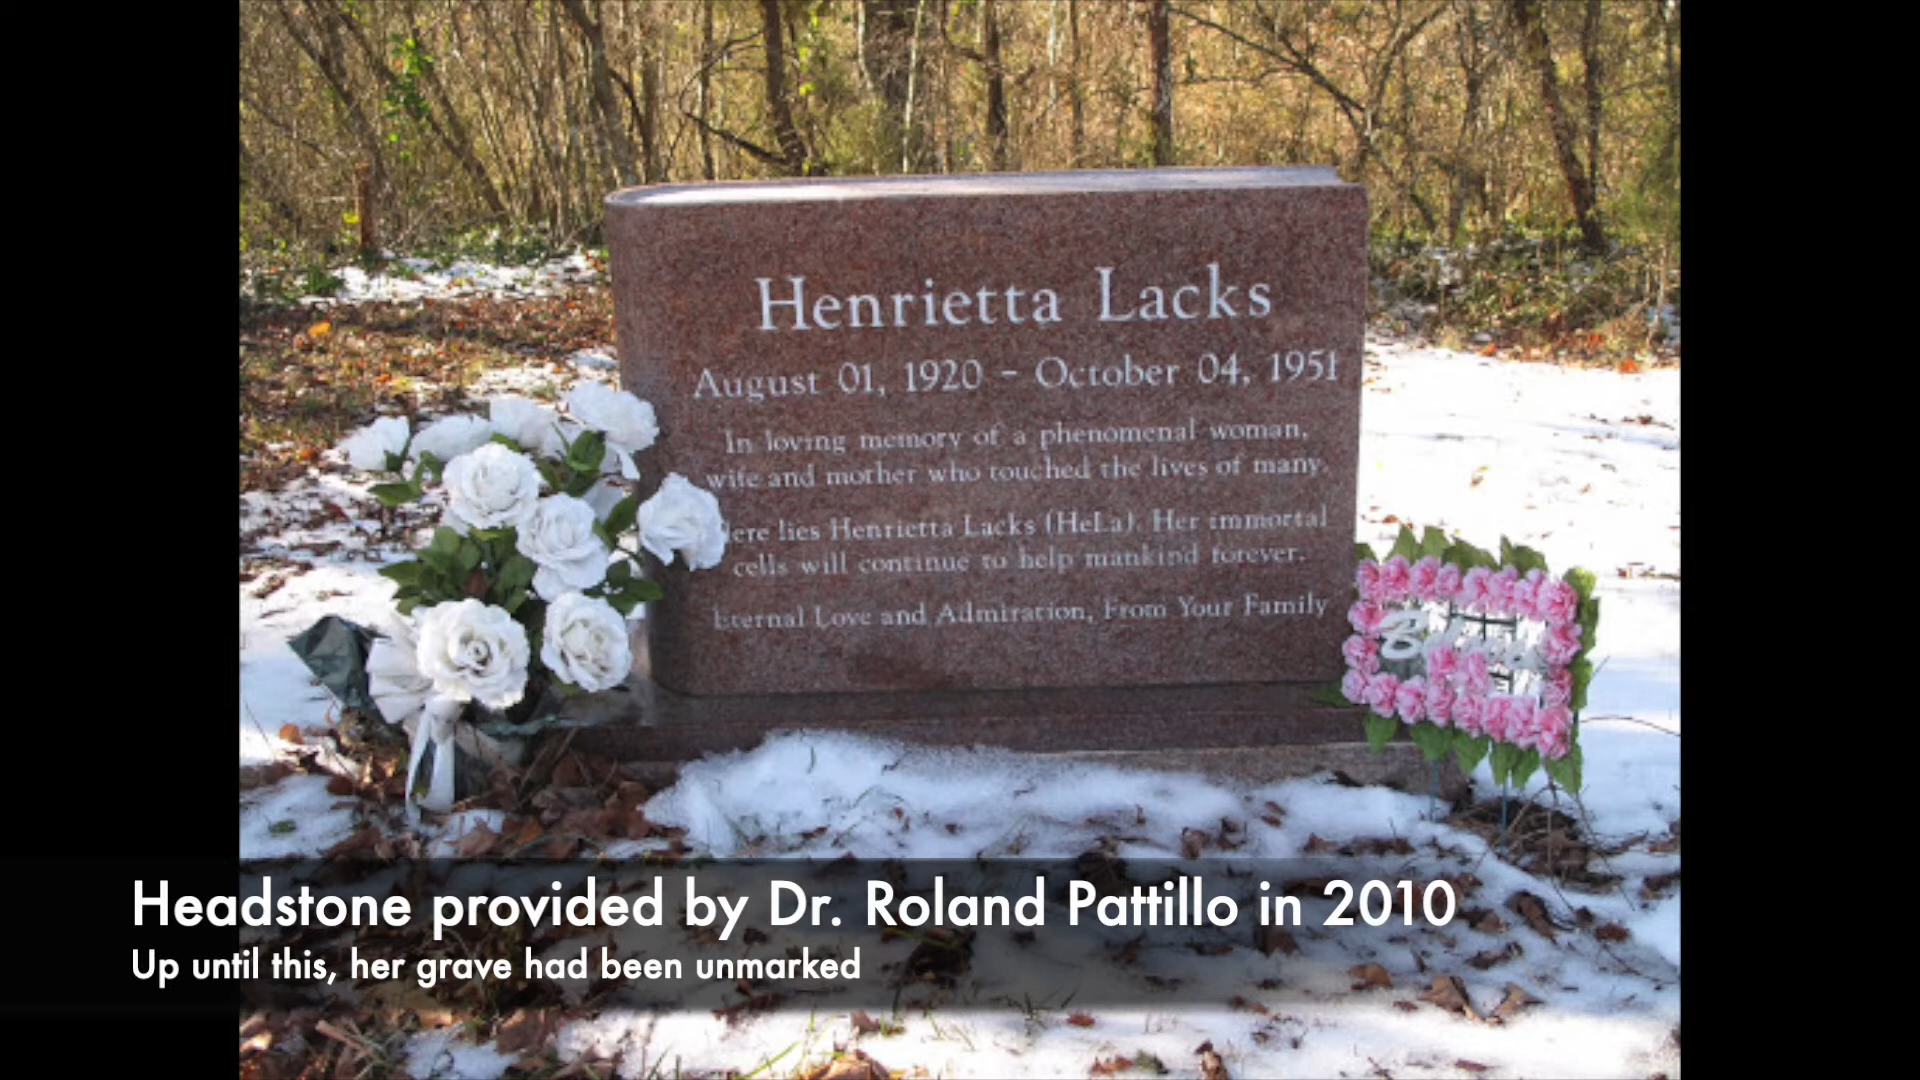 Henrietta Lacks
August 01, 1920 - October 04, 1951
In loving memory of a phenomenal woman,
wife and mother who touched the lives of many.
Here lies Henrietta Lacks (HeLa). Her immortal
cells will continue to help mankind forever.
Eternal Love and Admiration, From Your Family
Headstone provided by Dr. Roland Pattillo in 2010
Up until this, her grave had been unmarked